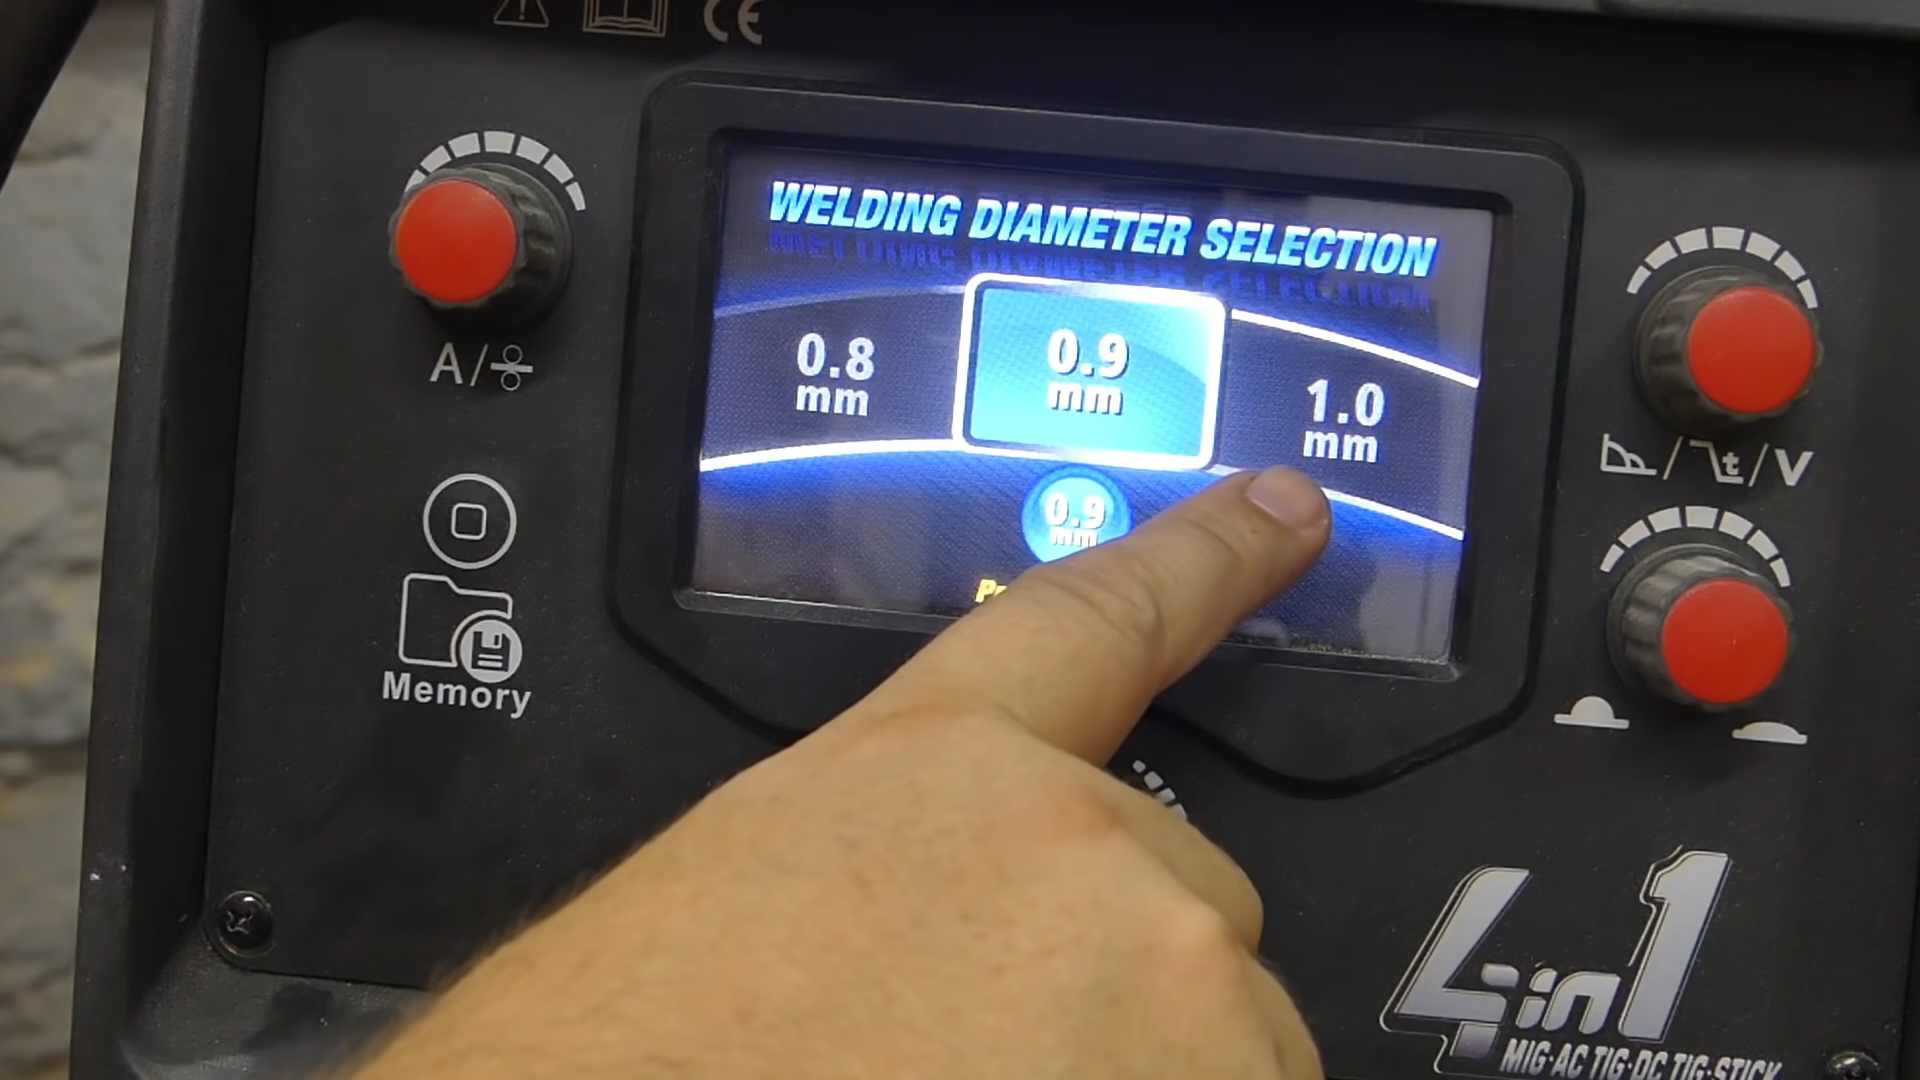 CE
WELDING DIAMETER SELECTION
0.8
mm
0.9
mm
1.0
mm
0.9
mm
A/
/t/V
Memory
4in1
MIG·AC TIG·DC TIG·STICK